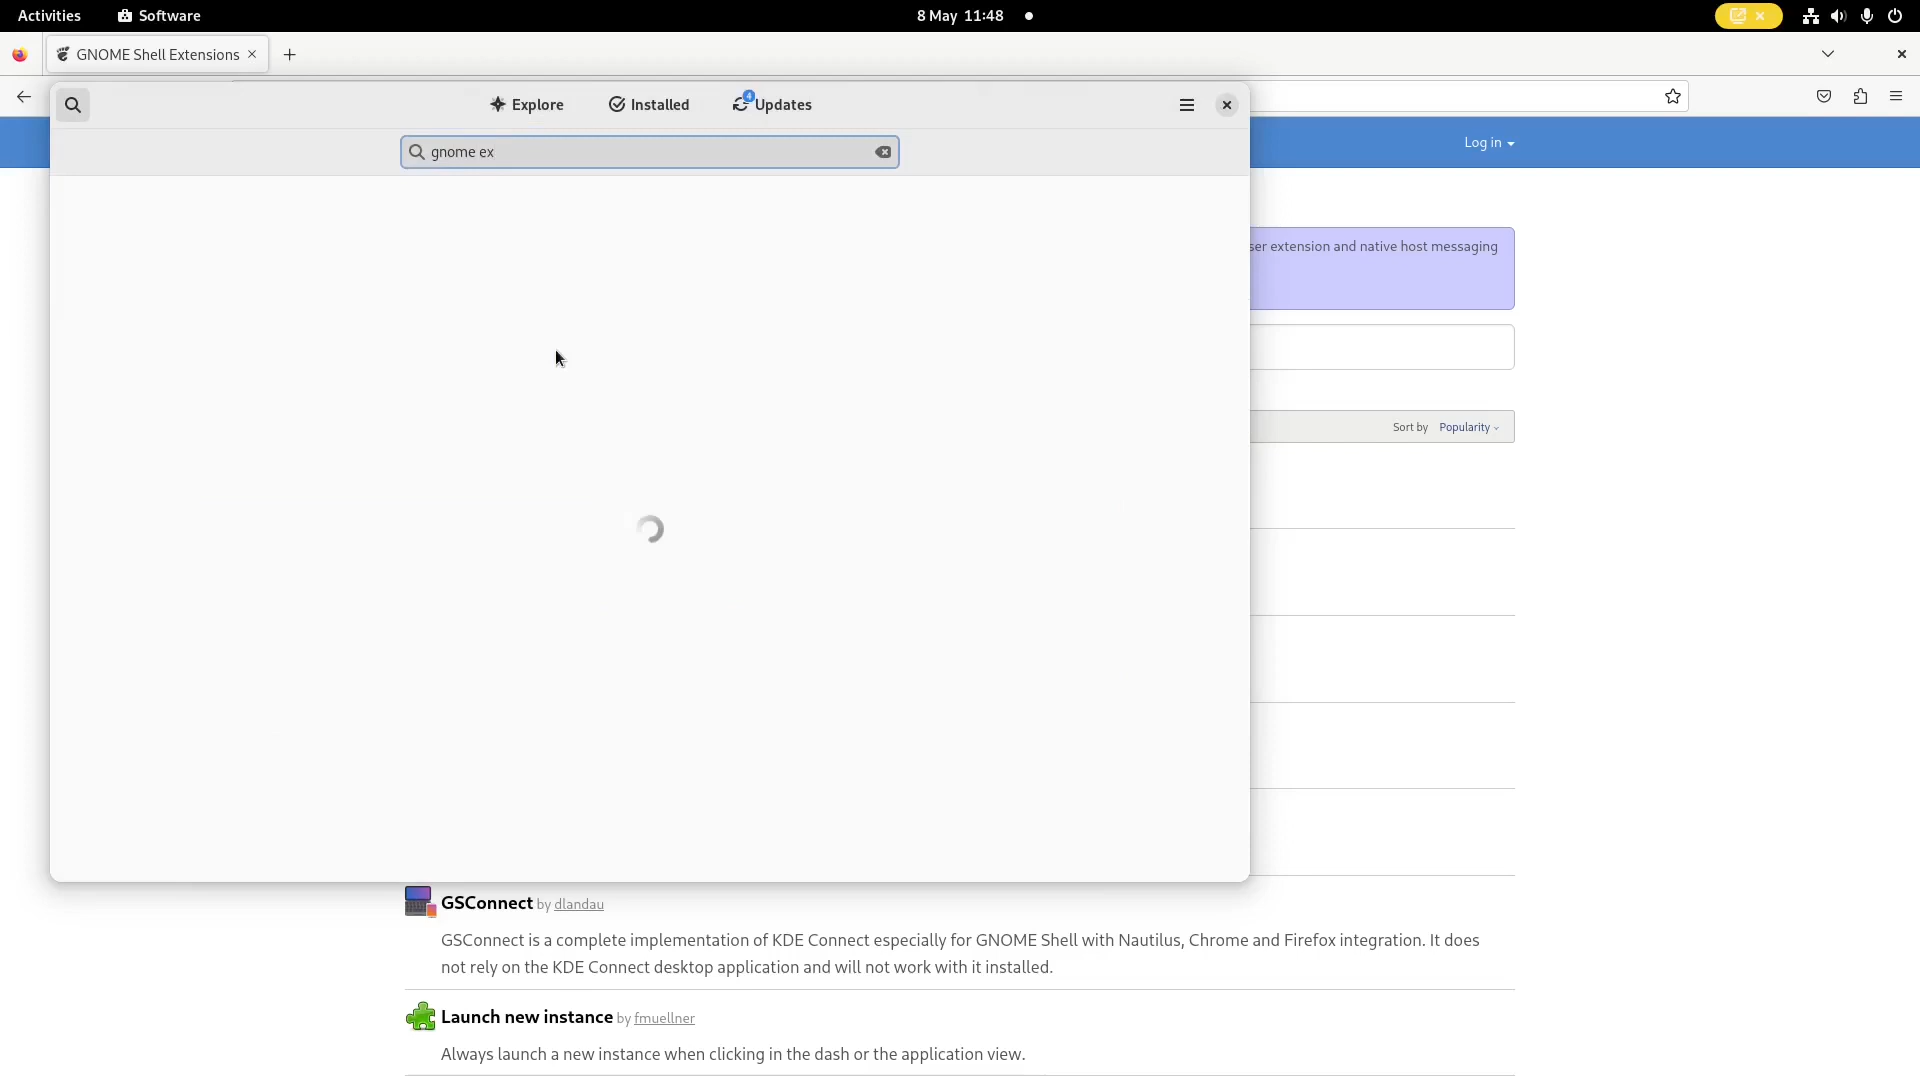 Activities
Software
8 May 11:48
GNOME Shell Extensions
Explore
Installed
4
Updates
gnome ex
Log in
ser extension and native host messaging
Sort by Popularity
GSConnect by dlandau
GSConnect is a complete implementation of KDE Connect especially for GNOME Shell with Nautilus, Chrome and Firefox integration. It does
not rely on the KDE Connect desktop application and will not work with it installed.
Launch new instance by fmuellner
Always launch a new instance when clicking in the dash or the application view.